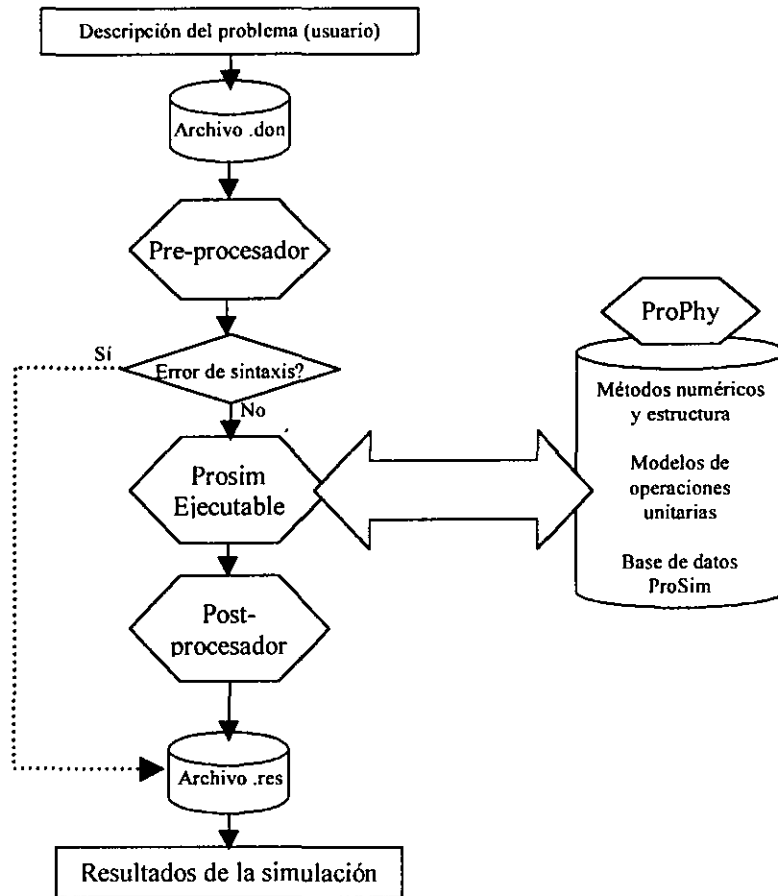 Descripción del problema (usuario)
Archivo .don
Pre-procesador
Sí
Error de sintaxis?
No
Prosim
Ejecutable
Post-
procesador
Archivo .res
Resultados de la simulación
ProPhy
Métodos numéricos
y estructura
Modelos de
operaciones
unitarias
Base de datos
ProSim